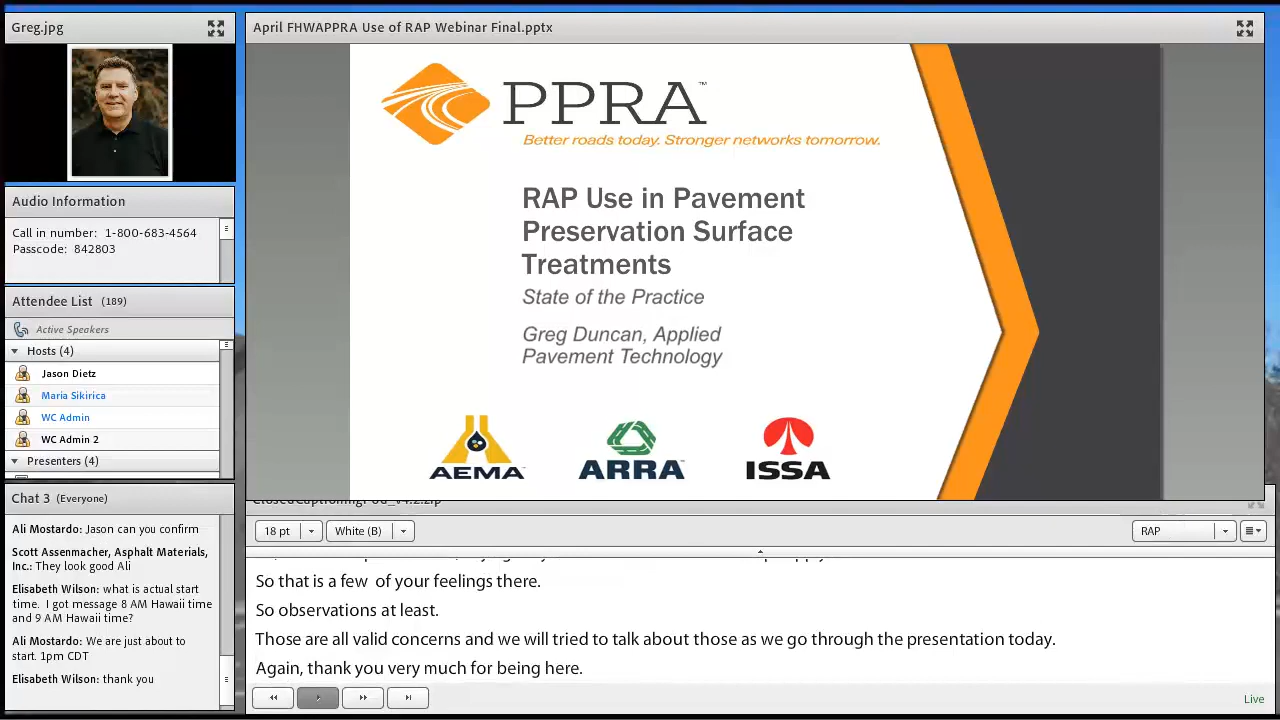 Greg.jpg
April FHWAPPRA Use of RAP Webinar Final.pptx
PPRA™
Better roads today. Stronger networks tomorrow.
RAP Use in Pavement
Preservation Surface
Treatments
State of the Practice
Greg Duncan, Applied
Pavement Technology
AEMA
ARRA
ISSA
Audio Information
Call in number: 1-800-683-4564
Passcode: 842803
Attendee List (189)
Active Speakers
Hosts (4)
Jason Dietz
Maria Sikirica
WC Admin
WC Admin 2
Presenters (4)
Chat 3 (Everyone)
Ali Mostardo: Jason can you confirm
Scott Assenmacher, Asphalt Materials,
Inc.: They look good Ali
Elisabeth Wilson: what is actual start
time. I got message 8 AM Hawaii time
and 9 AM Hawaii time?
Ali Mostardo: We are just about to
start. 1pm CDT
Elisabeth Wilson: thank you
18 pt
White (B)
RAP
So that is a few of your feelings there.
So observations at least.
Those are all valid concerns and we will tried to talk about those as we go through the presentation today.
Again, thank you very much for being here.
Live